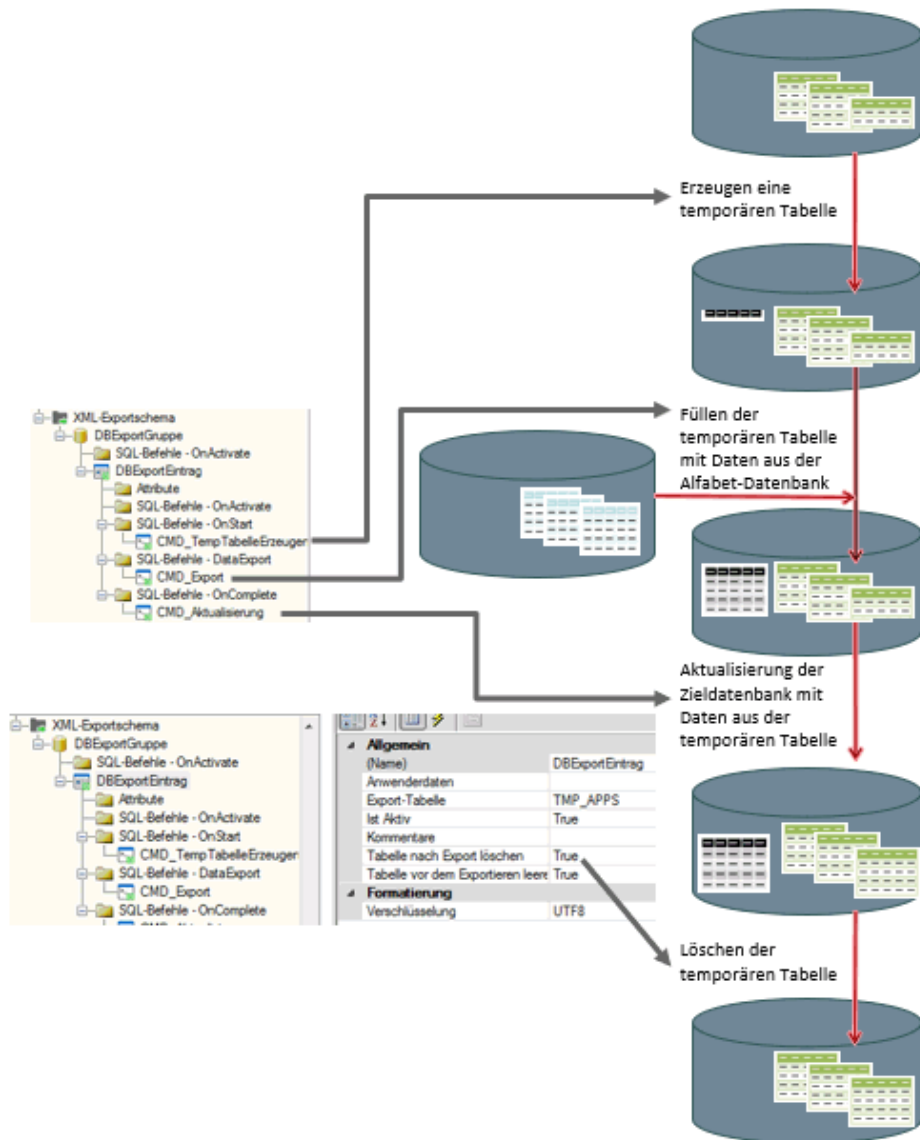 Erzeugen eine
temporären Tabelle
XML-Exportschema
DBExportGruppe
SQL-Befehle - OnActivate
DBExportEintrag
Attribute
SQL-Befehle - OnActivate
SQL-Befehle - OnStart
CMD_TempTabelleErzeugen
SQL-Befehle - DataExport
CMD_Export
SQL-Befehle - OnComplete
CMD_Aktualisierung
Füllen der
temporären Tabelle
mit Daten aus der
Alfabet-Datenbank
Aktualisierung der
Zieldatenbank mit
Daten aus der
temporären Tabelle
XML-Exportschema
DBExportGruppe
SQL-Befehle - OnActivate
DBExportEintrag
Attribute
SQL-Befehle - OnActivate
SQL-Befehle - OnStart
CMD_TempTabelleErzeuger
SQL-Befehle - DataExport
CMD_Export
SQL-Befehle - OnComplete
Allgemein
(Name) DBExportEintrag
Anwenderdaten
Export-Tabelle TMP_APPS
Ist Aktiv True
Kommentare
Tabelle nach Export löschen True
Tabelle vor dem Exportieren leere True
Formatierung
Verschlüsselung UTF8
Löschen der
temporären Tabelle